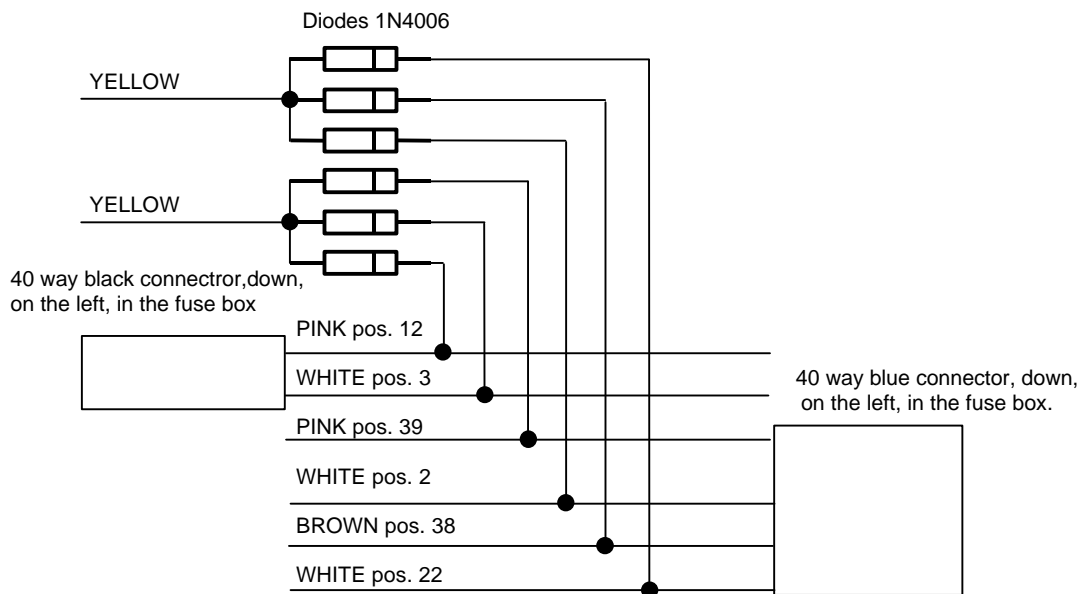 Diodes 1N4006
YELLOW
YELLOW
40 way black connectror,down,
on the left, in the fuse box
PINK pos. 12
WHITE pos. 3
40 way blue connector, down,
on the left, in the fuse box.
PINK pos. 39
WHITE pos. 2
BROWN pos. 38
WHITE pos. 22